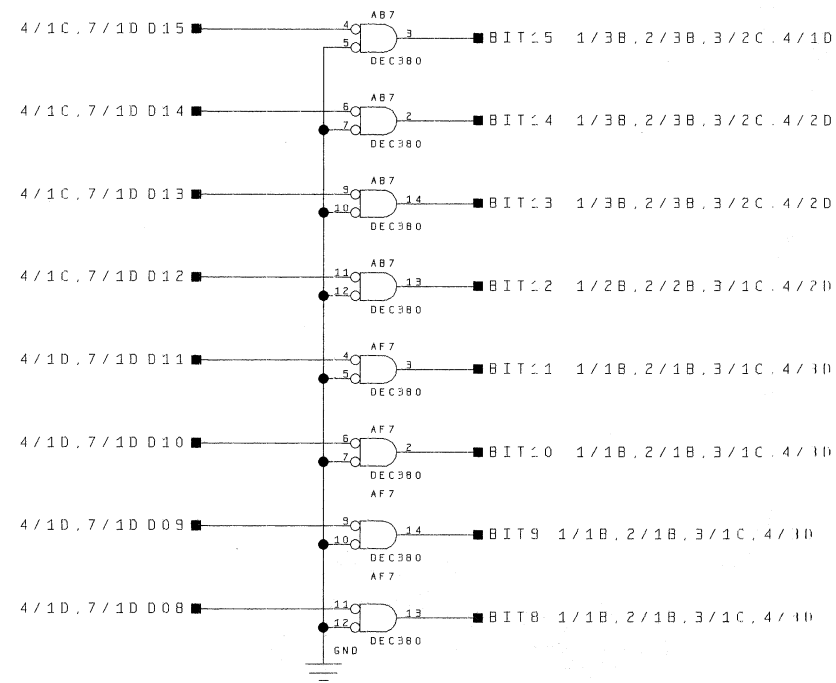 AB7
4/1C,7/1D D15 4 3 BIT15 1/3B,2/3B,3/2C.4/1D
5
DEC380
AB7
4/1C,7/1D D14 6 2 BIT14 1/3B,2/3B,3/2C.4/2D
7
DEC380
AB7
4/1C,7/1D D13 9 14 BIT13 1/3B,2/3B,3/2C.4/2D
10
DEC380
AB7
4/1C,7/1D D12 11 13 BIT12 1/2B,2/2B,3/1C.4/2D
12
DEC380
AF7
4/1D,7/1D D11 4 3 BIT11 1/1B,2/1B,3/1C.4/3D
5
DEC380
AF7
4/1D,7/1D D10 6 2 BIT10 1/1B,2/1B,3/1C.4/3D
7
DEC380
AF7
4/1D,7/1D D09 9 14 BIT9 1/1B,2/1B,3/1C,4/3D
10
DEC380
AF7
4/1D,7/1D D08 11 13 BIT8 1/1B,2/1B,3/1C,4/3D
12
DEC380
GND